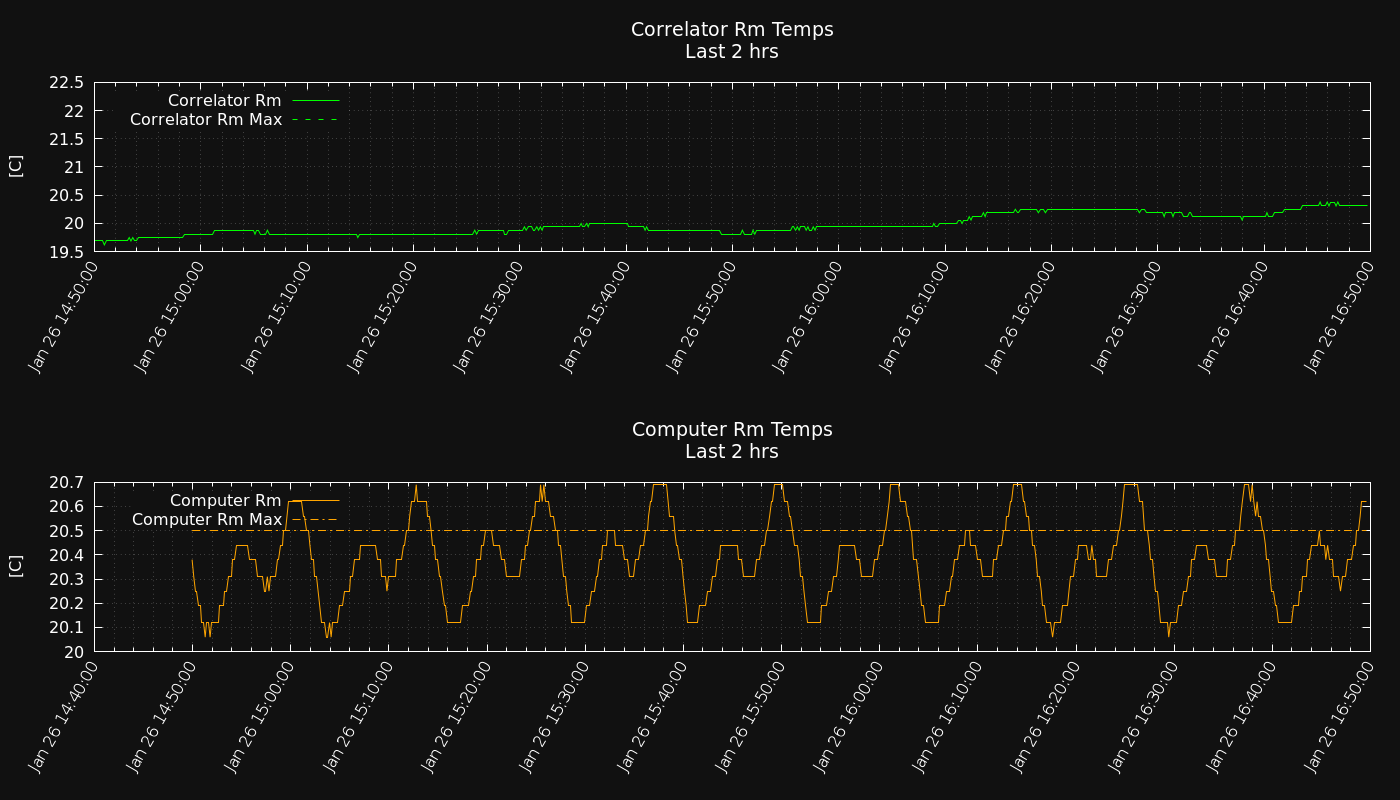 Correlator Rm Temps
Last 2 hrs
22.5
22
21.5
21
20.5
20
19.5
[C]
Correlator Rm
Correlator Rm Max
Jan 26 14:50:00
Jan 26 15:00:00
Jan 26 15:10:00
Jan 26 15:20:00
Jan 26 15:30:00
Jan 26 15:40:00
Jan 26 15:50:00
Jan 26 16:00:00
Jan 26 16:10:00
Jan 26 16:20:00
Jan 26 16:30:00
Jan 26 16:40:00
Jan 26 16:50:00
Computer Rm Temps
Last 2 hrs
20.7
20.6
20.5
20.4
20.3
20.2
20.1
20
[C]
Computer Rm
Computer Rm Max
Jan 26 14:40:00
Jan 26 14:50:00
Jan 26 15:00:00
Jan 26 15:10:00
Jan 26 15:20:00
Jan 26 15:30:00
Jan 26 15:40:00
Jan 26 15:50:00
Jan 26 16:00:00
Jan 26 16:10:00
Jan 26 16:20:00
Jan 26 16:30:00
Jan 26 16:40:00
Jan 26 16:50:00